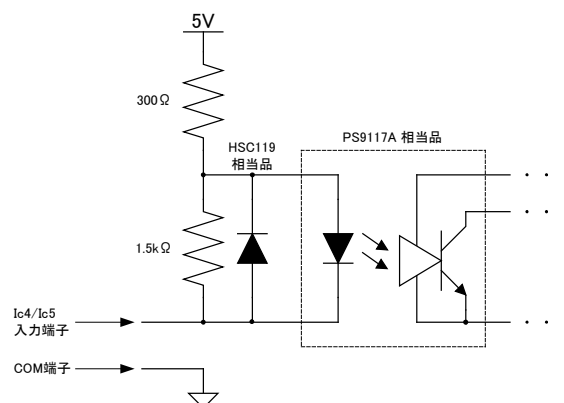 5V
300Ω
HSC119
相当品
PS9117A 相当品
1.5kΩ
Ic4/Ic5
入力端子
COM端子